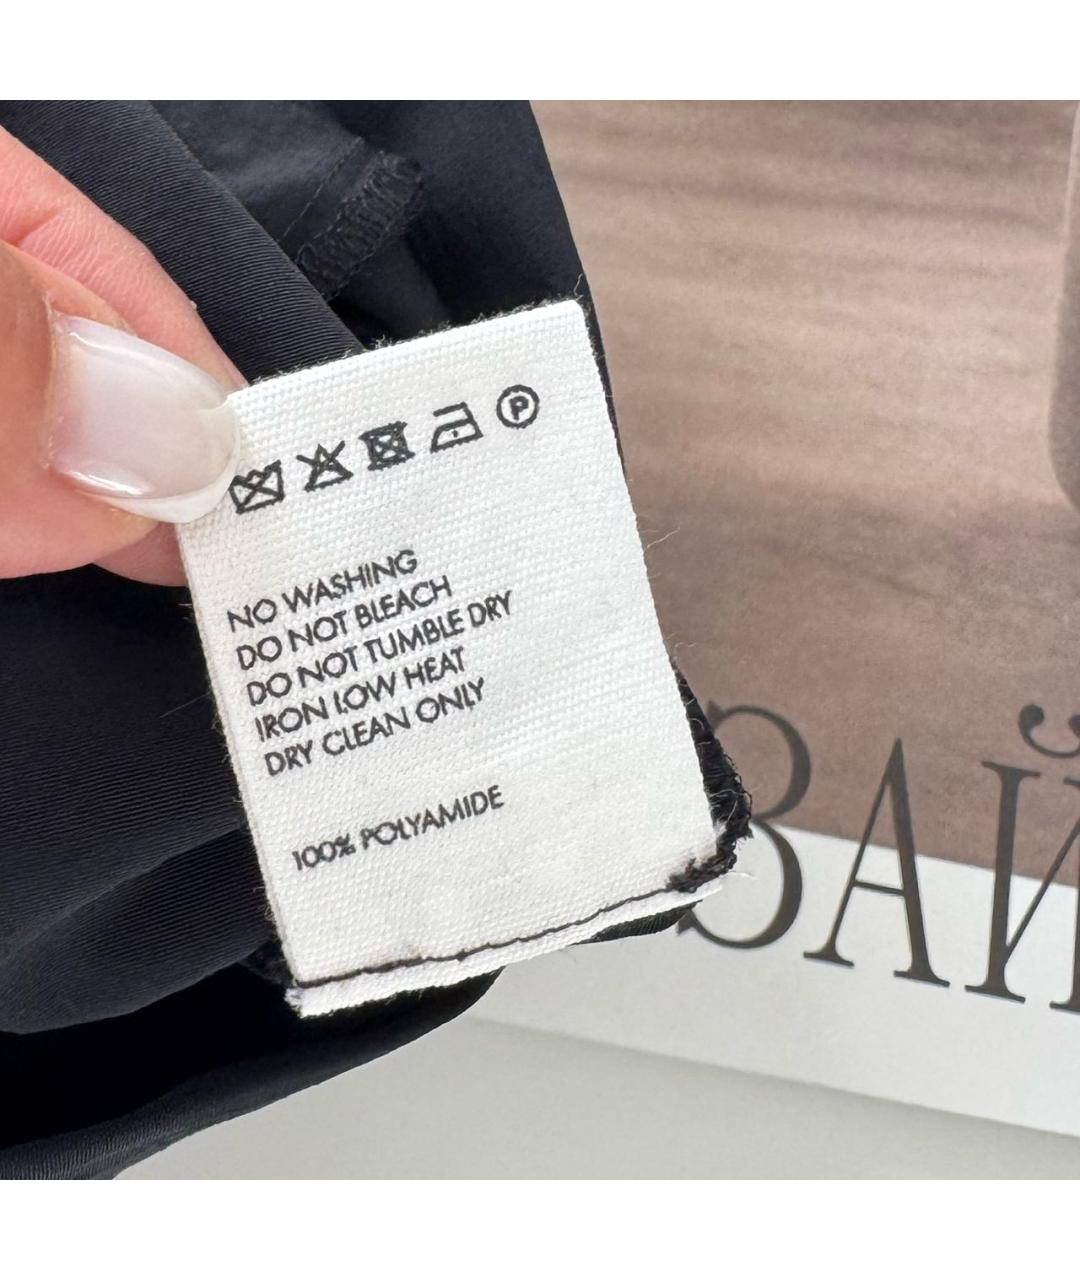 P
NO WASHING
DO NOT BLEACH
DO NOT TUMBLE DRY
IRON LOW HEAT
DRY CLEAN ONLY
100% POLYAMIDE
ЗАЙ